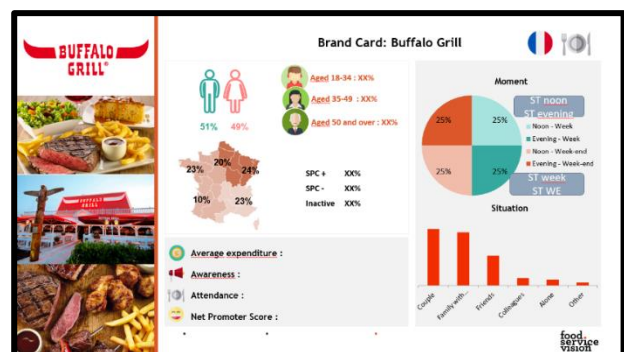 BUFFALO
GRILL®
Brand Card: Buffalo Grill
51%
49%
Aged 18-34 : XX%
Aged 35-49 : XX%
Aged 50 and over : XX%
20%
23%
24%
10%
23%
SPC + XX%
SPC - XX%
Inactive XX%
Average expenditure :
Awareness :
Attendance :
Net Promoter Score :
Moment
ST noon
ST evening
25%
25%
25%
25%
Noon - Week
Evening - Week
Noon - Week-end
Evening - Week-end
ST week
ST WE
Situation
Couple
Family with...
Friends
Colleagues
Alone
Other
food
service
vision
BUFFALO
GRILL